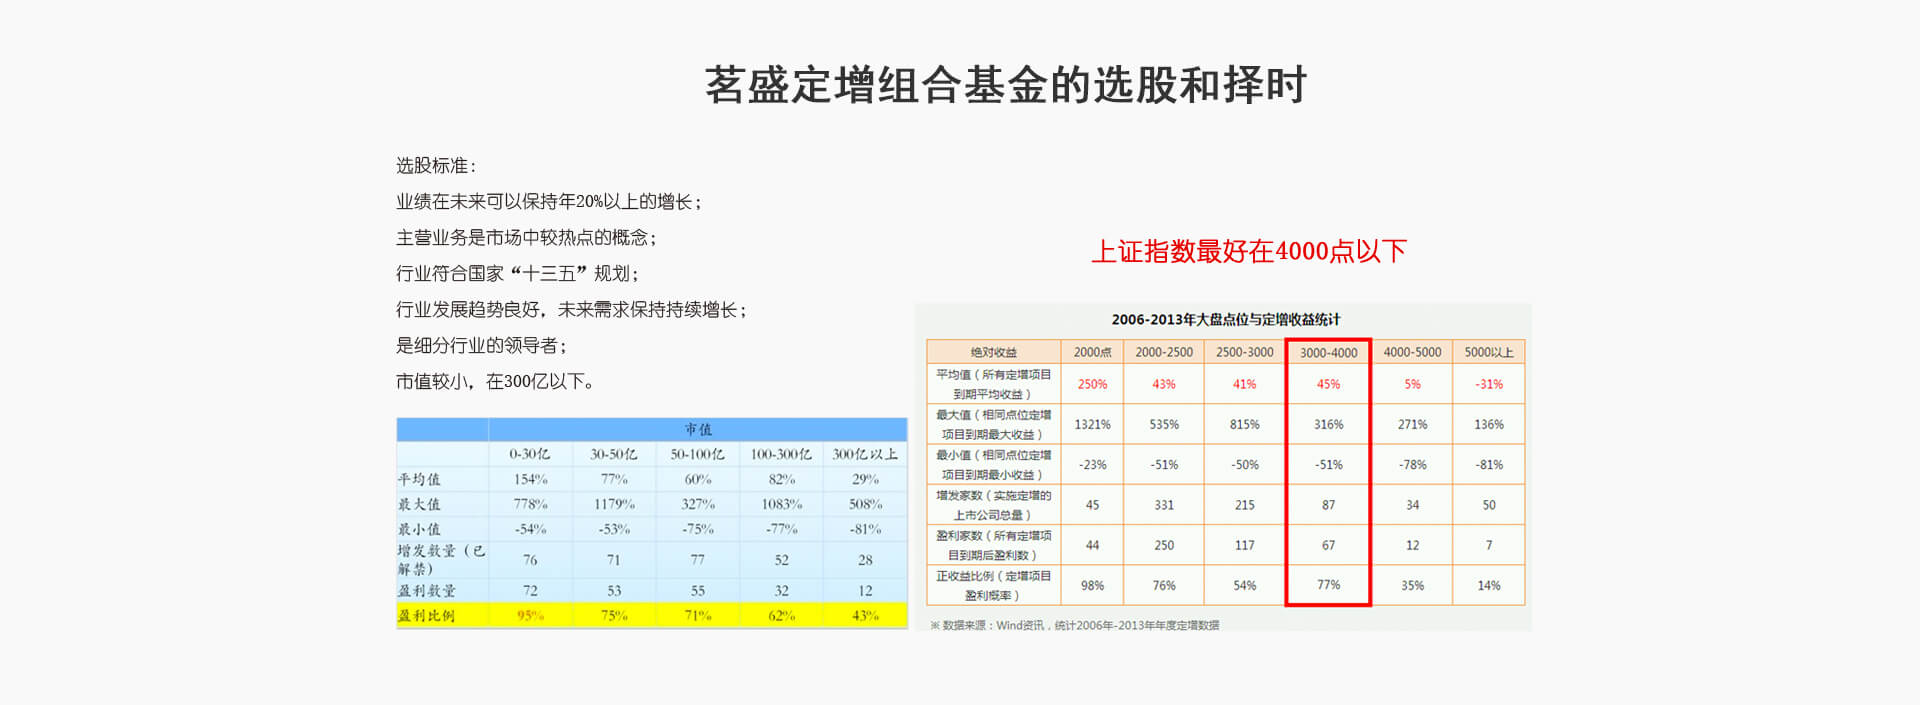 茗盛定增组合基金的选股和择时
选股标准：
业绩在未来可以保持年20%以上的增长；
主营业务是市场中较热点的概念；
行业符合国家“十三五”规划；
行业发展趋势良好，未来需求保持持续增长；
是细分行业的领导者；
市值较小，在300亿以下。
市值
0-30亿 30-50亿 50-100亿 100-300亿 300亿以上
平均值 154% 77% 60% 82% 29%
最大值 778% 1179% 327% 1083% 508%
最小值 -54% -53% -75% -77% -81%
增发数量（已
解禁） 76 71 77 52 28
盈利数量 72 53 55 32 12
盈利比例 95% 75% 71% 62% 43%
上证指数最好在4000点以下
2006-2013年大盘点位与定增收益统计
绝对收益 2000点 2000-2500 2500-3000 3000-4000 4000-5000 5000以上
平均值（所有定增项目
到期平均收益） 250% 43% 41% 45% 5% -31%
最大值（相同点位定增
项目到期最大收益） 1321% 535% 815% 316% 271% 136%
最小值（相同点位定增
项目到期最小收益） -23% -51% -50% -51% -78% -81%
增发家数（实施定增的
上市公司总量） 45 331 215 87 34 50
盈利家数（所有定增项
目到期后盈利数） 44 250 117 67 12 7
正收益比例（定增项目
盈利概率） 98% 76% 54% 77% 35% 14%
※ 数据来源：Wind资讯，统计2006年-2013年年度定增数据